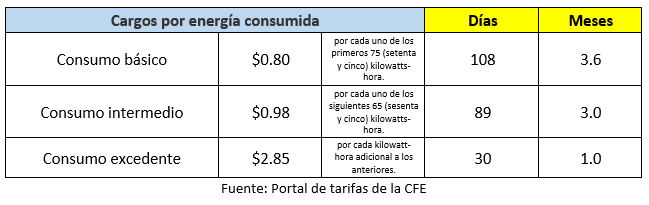 Cargos por energía consumida Días Meses
Consumo básico $0.80 por cada uno de los primeros 75 (setenta y cinco) kilowatts-hora. 108 3.6
Consumo intermedio $0.98 por cada uno de los siguientes 65 (sesenta y cinco) kilowatts-hora. 89 3.0
Consumo excedente $2.85 por cada kilowatt-hora adicional a los anteriores. 30 1.0
Fuente: Portal de tarifas de la CFE